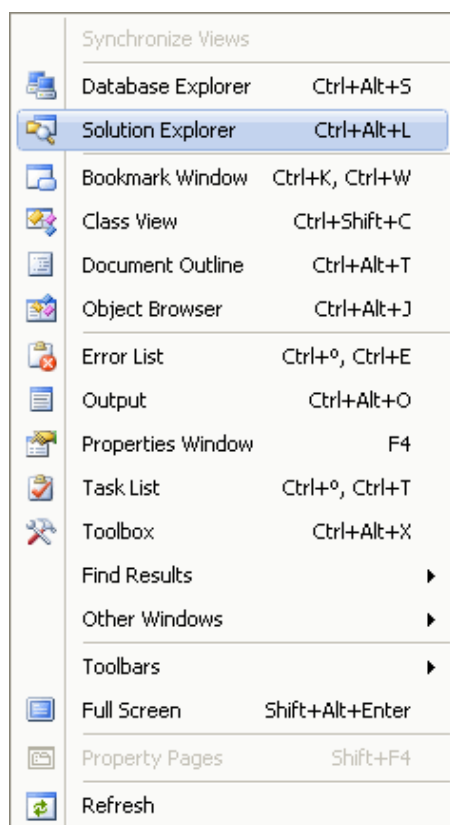 Synchronize Views
Database Explorer Ctrl+Alt+S
Solution Explorer Ctrl+Alt+L
Bookmark Window Ctrl+K, Ctrl+W
Class View Ctrl+Shift+C
Document Outline Ctrl+Alt+T
Object Browser Ctrl+Alt+J
Error List Ctrl+º, Ctrl+E
Output Ctrl+Alt+O
Properties Window F4
Task List Ctrl+º, Ctrl+T
Toolbox Ctrl+Alt+X
Find Results
Other Windows
Toolbars
Full Screen Shift+Alt+Enter
Property Pages Shift+F4
Refresh